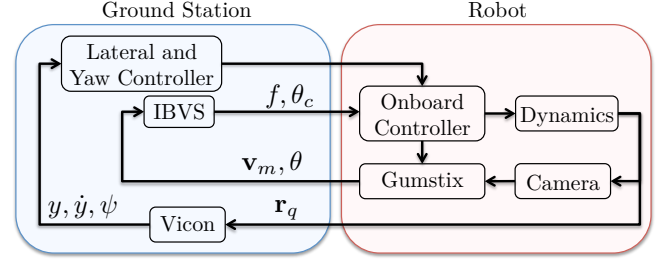 Ground Station
Robot
Lateral and
Yaw Controller
IBVS
f, θ_c
Onboard
Controller
Dynamics
v_m, θ
Gumstix
Camera
y, ẏ, ψ
Vicon
r_q